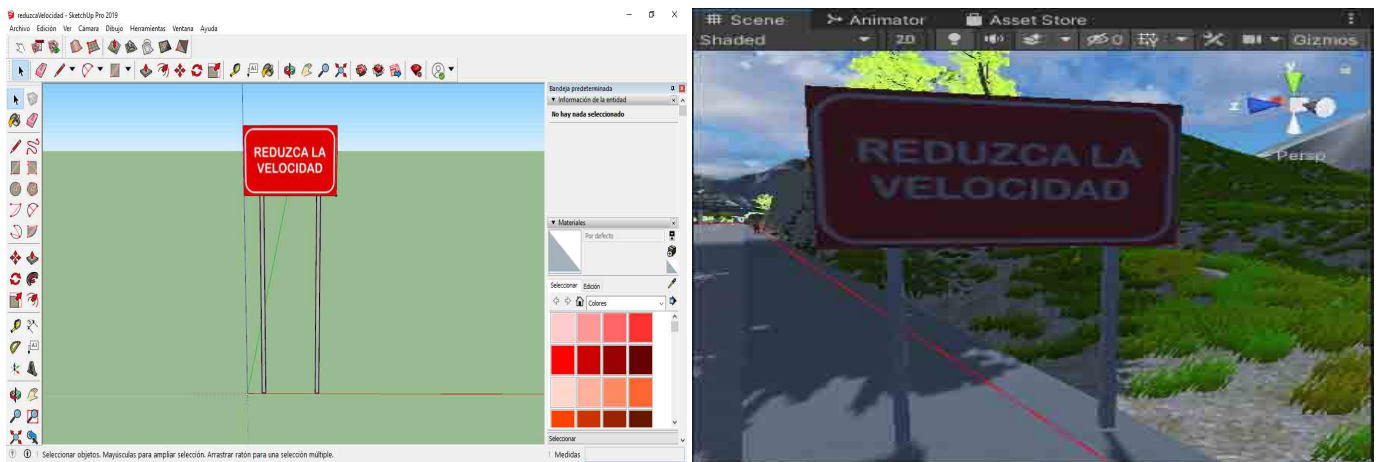 reduzcaVelocidad - SketchUp Pro 2019
Archivo Edición Ver Cámara Dibujo Herramientas Ventana Ayuda
Bandeja predeterminada
Información de la entidad
No hay nada seleccionado
REDUZCA LA
VELOCIDAD
Materiales
Por defecto
Seleccionar Edición
Colores
Seleccionar
Seleccionar objetos. Mayúsculas para ampliar selección. Arrastrar ratón para una selección múltiple.
Medidas
Scene Animator Asset Store
Shaded 2D 0 Gizmos
y
z
Persp
REDUZCA LA
VELOCIDAD